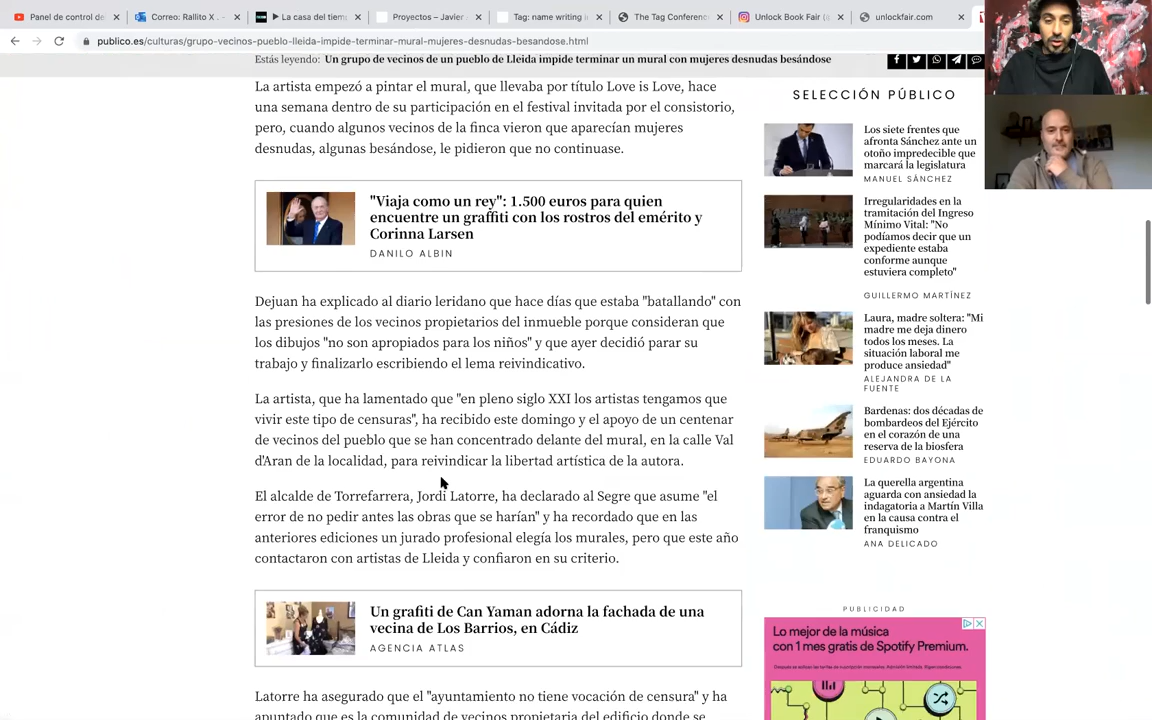 Panel de control de
Correo: Rallito X . -
La casa del tiem
Proyectos – Javier
Tag: name writing in
The Tag Conferenc
Unlock Book Fair (@
unlockfair.com
publico.es/culturas/grupo-vecinos-pueblo-lleida-impide-terminar-mural-mujeres-desnudas-besandose.html
Estás leyendo: Un grupo de vecinos de un pueblo de Lleida impide terminar un mural con mujeres desnudas besándose
La artista empezó a pintar el mural, que llevaba por título Love is Love, hace
una semana dentro de su participación en el festival invitada por el consistorio,
pero, cuando algunos vecinos de la finca vieron que aparecían mujeres
desnudas, algunas besándose, le pidieron que no continuase.
"Viaja como un rey": 1.500 euros para quien
encuentre un graffiti con los rostros del emérito y
Corinna Larsen
DANILO ALBIN
Dejuan ha explicado al diario leridano que hace días que estaba "batallando" con
las presiones de los vecinos propietarios del inmueble porque consideran que
los dibujos "no son apropiados para los niños" y que ayer decidió parar su
trabajo y finalizarlo escribiendo el lema reivindicativo.
La artista, que ha lamentado que "en pleno siglo XXI los artistas tengamos que
vivir este tipo de censuras", ha recibido este domingo y el apoyo de un centenar
de vecinos del pueblo que se han concentrado delante del mural, en la calle Val
d'Aran de la localidad, para reivindicar la libertad artística de la autora.
El alcalde de Torrefarrera, Jordi Latorre, ha declarado al Segre que asume "el
error de no pedir antes las obras que se harían" y ha recordado que en las
anteriores ediciones un jurado profesional elegía los murales, pero que este año
contactaron con artistas de Lleida y confiaron en su criterio.
Un grafiti de Can Yaman adorna la fachada de una
vecina de Los Barrios, en Cádiz
AGENCIA ATLAS
Latorre ha asegurado que el "ayuntamiento no tiene vocación de censura" y ha
apuntado que es la comunidad de vecinos propietaria del edificio donde se
SELECCIÓN PÚBLICO
Los siete frentes que
afronta Sánchez ante un
otoño impredecible que
marcará la legislatura
MANUEL SÁNCHEZ
Irregularidades en la
tramitación del Ingreso
Mínimo Vital: "No
podíamos decir que un
expediente estaba
conforme aunque
estuviera completo"
GUILLERMO MARTÍNEZ
Laura, madre soltera: "Mi
madre me deja dinero
todos los meses. La
situación laboral me
produce ansiedad"
ALEJANDRA DE LA
FUENTE
Bardenas: dos décadas de
bombardeos del Ejército
en el corazón de una
reserva de la biosfera
EDUARDO BAYONA
La querella argentina
aguarda con ansiedad la
indagatoria a Martín Villa
en la causa contra el
franquismo
ANA DELICADO
PUBLICIDAD
Lo mejor de la música
con 1 mes gratis de Spotify Premium.